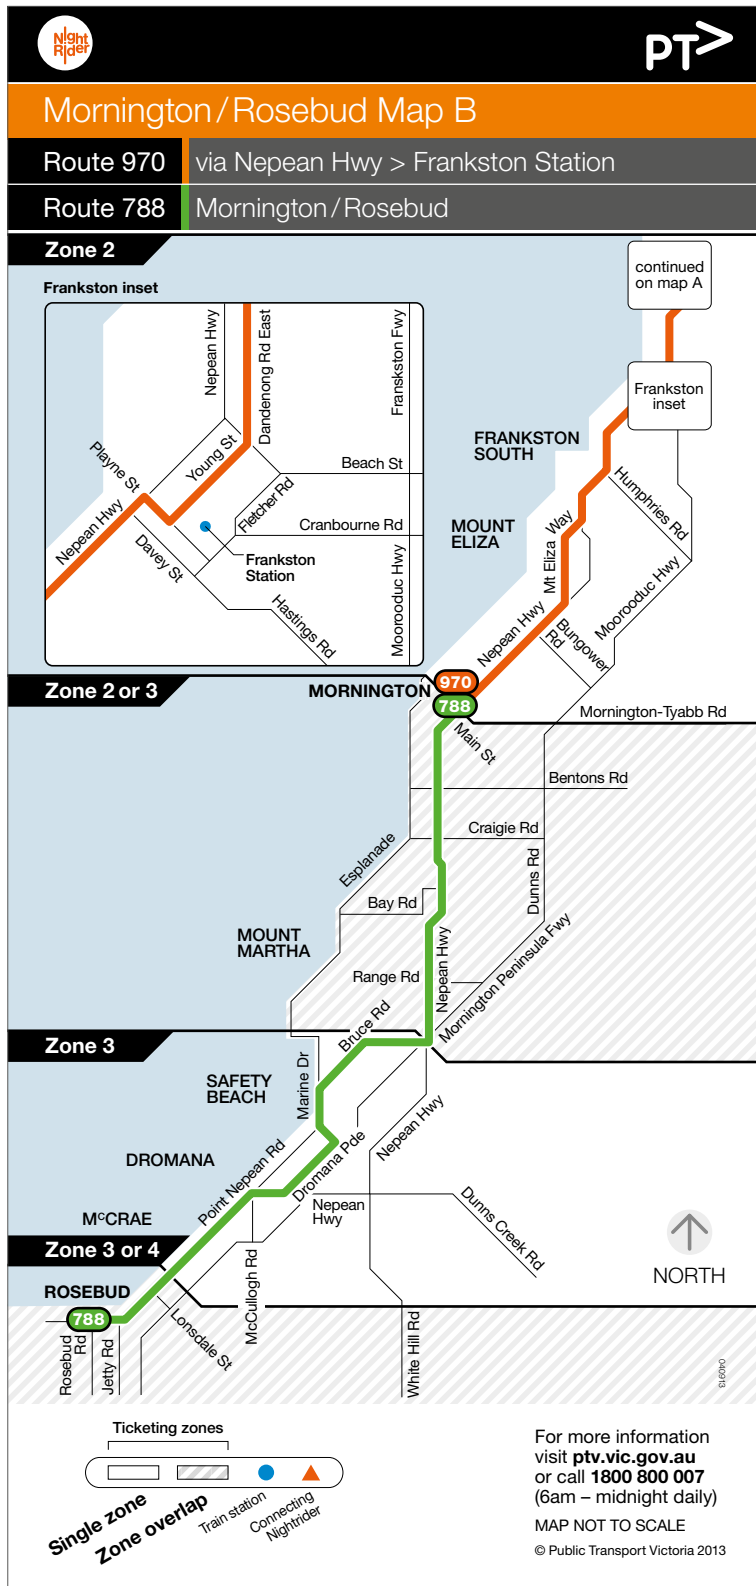 Night
Rider
PT>
Mornington/Rosebud Map B
Route 970
via Nepean Hwy > Frankston Station
Route 788
Mornington/Rosebud
Zone 2
Frankston inset
continued
on map A
Frankston
inset
Nepean Hwy
Dandenong Rd East
Franskston Fwy
Playne St
Young St
Beach St
Nepean Hwy
Fletcher Rd
Cranbourne Rd
Davey St
Frankston
Station
Moorooduc Hwy
Hastings Rd
FRANKSTON
SOUTH
Humphries Rd
MOUNT
ELIZA
Mt Eliza Way
Moorooduc Hwy
Nepean Hwy
Bungower
Rd
Zone 2 or 3
MORNINGTON
970
788
Mornington-Tyabb Rd
Main St
Bentons Rd
Craigie Rd
Esplanade
Dunns Rd
Bay Rd
MOUNT
MARTHA
Nepean Hwy
Mornington Peninsula Fwy
Range Rd
Bruce Rd
Zone 3
SAFETY
BEACH
Marine Dr
Nepean Hwy
DROMANA
Point Nepean Rd
Dromana Pde
Nepean
Hwy
Dunns Creek Rd
McCRAE
Zone 3 or 4
McCullogh Rd
NORTH
ROSEBUD
788
Rosebud
Rd
Jetty Rd
Lonsdale St
White Hill Rd
040913
Ticketing zones
Single zone
Zone overlap
Train station
Connecting
Nightrider
For more information
visit ptv.vic.gov.au
or call 1800 800 007
(6am – midnight daily)
MAP NOT TO SCALE
© Public Transport Victoria 2013